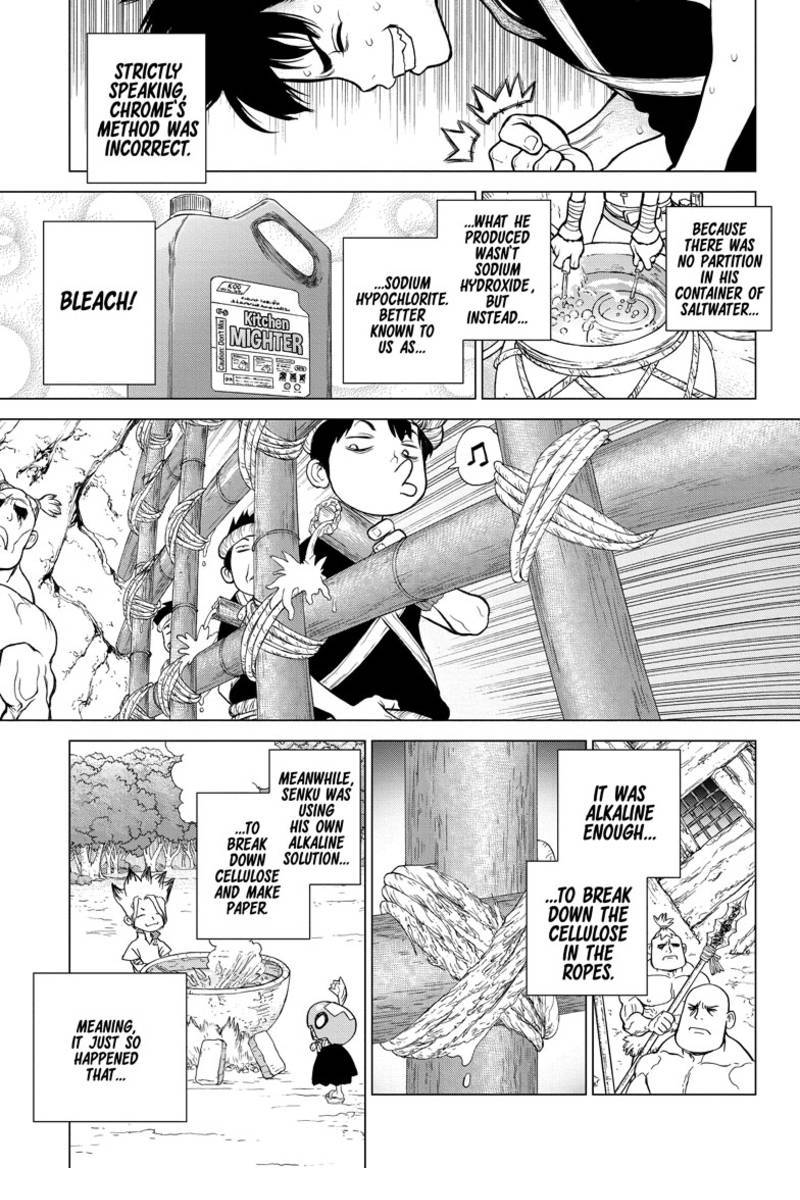 STRICTLY
SPEAKING,
CHROME'S
METHOD WAS
INCORRECT.
BECAUSE
THERE WAS
NO PARTITION
IN HIS
CONTAINER OF
SALTWATER...
...WHAT HE
PRODUCED
WASN'T
SODIUM
HYDROXIDE,
BUT
INSTEAD...
...SODIUM
HYPOCHLORITE.
BETTER
KNOWN TO
US AS...
BLEACH!
Kitchen
MIGHTER
Caution: Don't Mix
IT WAS
ALKALINE
ENOUGH...
...TO BREAK
DOWN THE
CELLULOSE
IN THE
ROPES.
MEANWHILE,
SENKU WAS
USING
HIS OWN
ALKALINE
SOLUTION...
...TO
BREAK
DOWN
CELLULOSE
AND MAKE
PAPER.
MEANING,
IT JUST SO
HAPPENED
THAT...